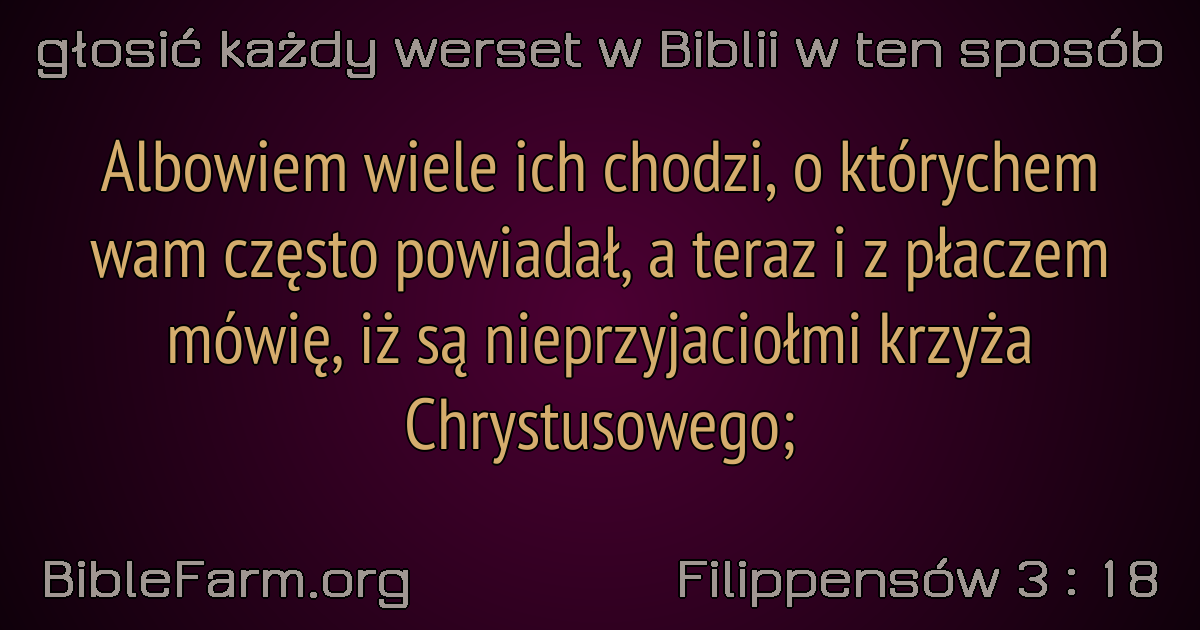 głosić każdy werset w Biblii w ten sposób
Albowiem wiele ich chodzi, o którychem
wam często powiadał, a teraz i z płaczem
mówię, iż są nieprzyjaciołmi krzyża
Chrystusowego;
BibleFarm.org
Filippensów 3 : 18